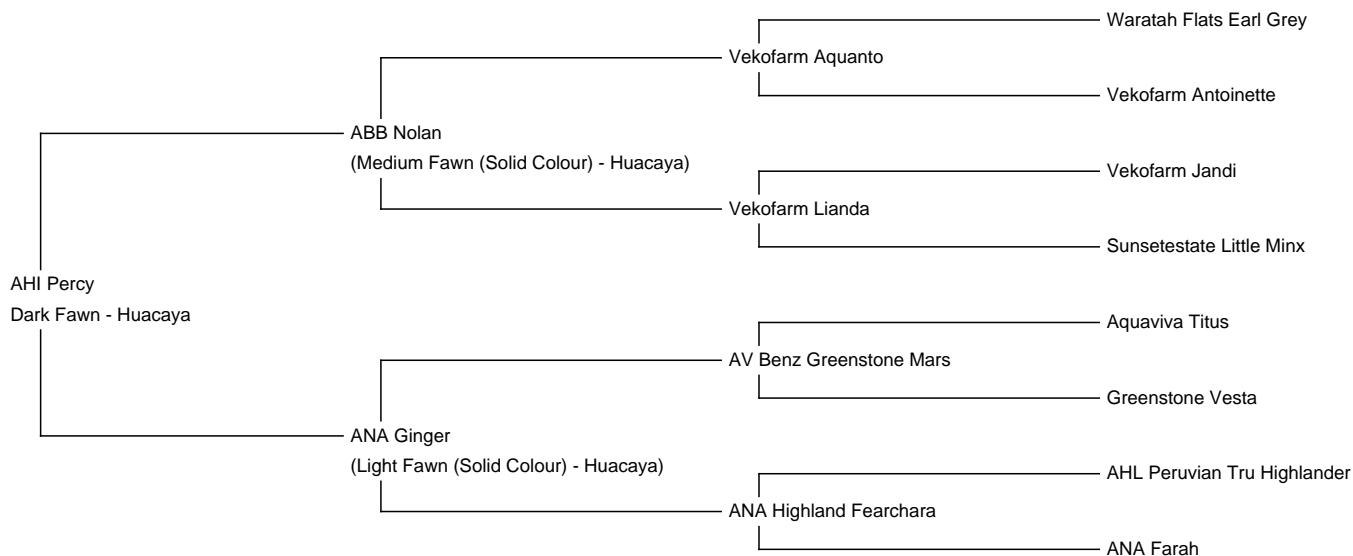 Waratah Flats Earl Grey
Vekofarm Aquanto
Vekofarm Antoinette
ABB Nolan
(Medium Fawn (Solid Colour) - Huacaya)
Vekofarm Jandi
Vekofarm Lianda
Sunsetestate Little Minx
AHI Percy
Dark Fawn - Huacaya
Aquaviva Titus
AV Benz Greenstone Mars
Greenstone Vesta
ANA Ginger
(Light Fawn (Solid Colour) - Huacaya)
AHL Peruvian Tru Highlander
ANA Highland Fearchara
ANA Farah